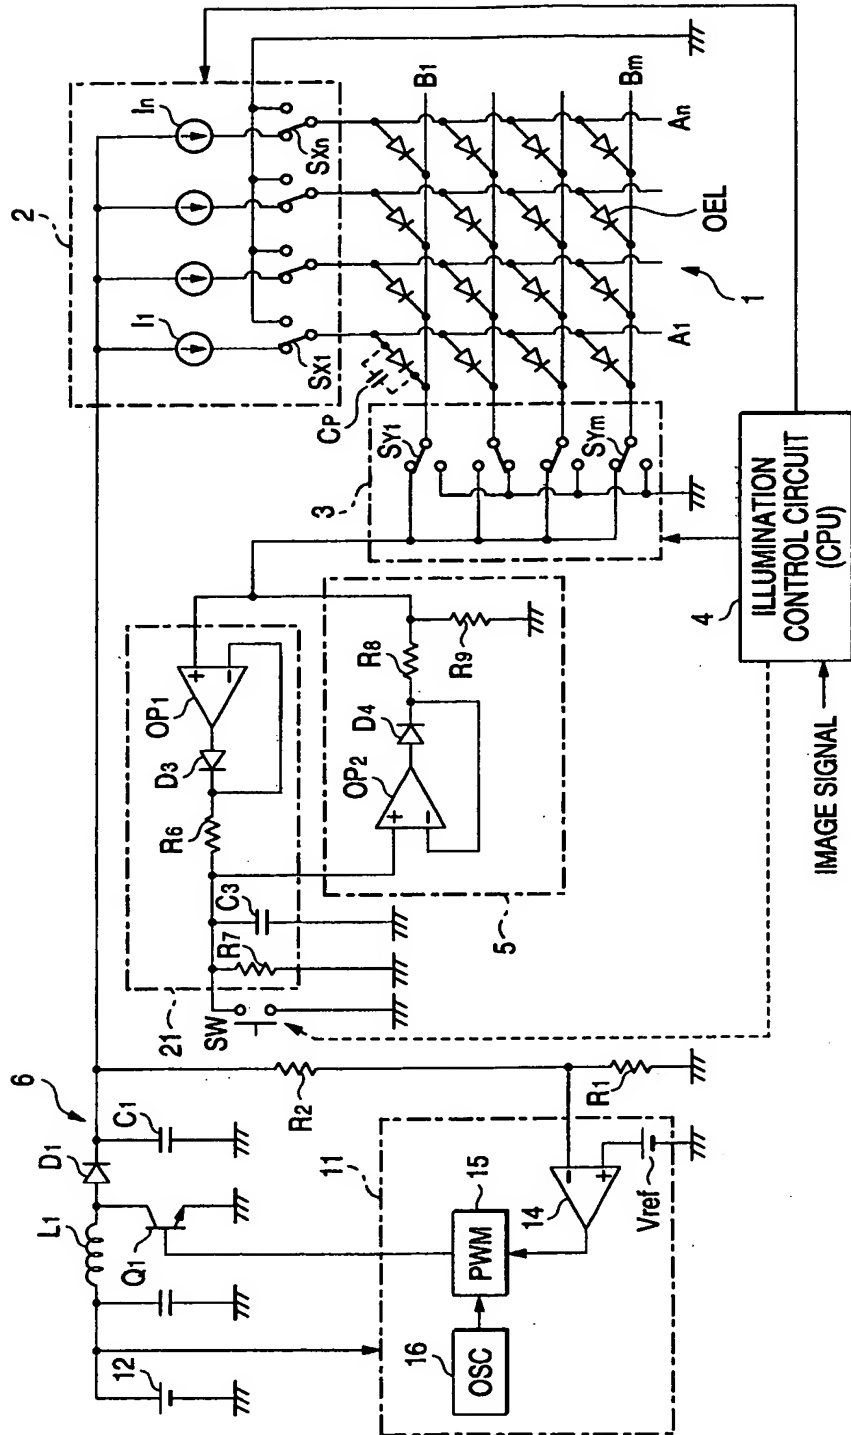 6
12
L1
D1
C1
Q1
R2
R1
11
14
15
16
PWM
OSC
Vref
21
SW
R7
C3
R6
D3
OP1
5
OP2
D4
R8
R9
2
I1
In
SX1
SXn
3
SY1
SYm
CP
B1
Bm
A1
An
OEL
1
4
ILLUMINATION
CONTROL CIRCUIT
(CPU)
IMAGE SIGNAL